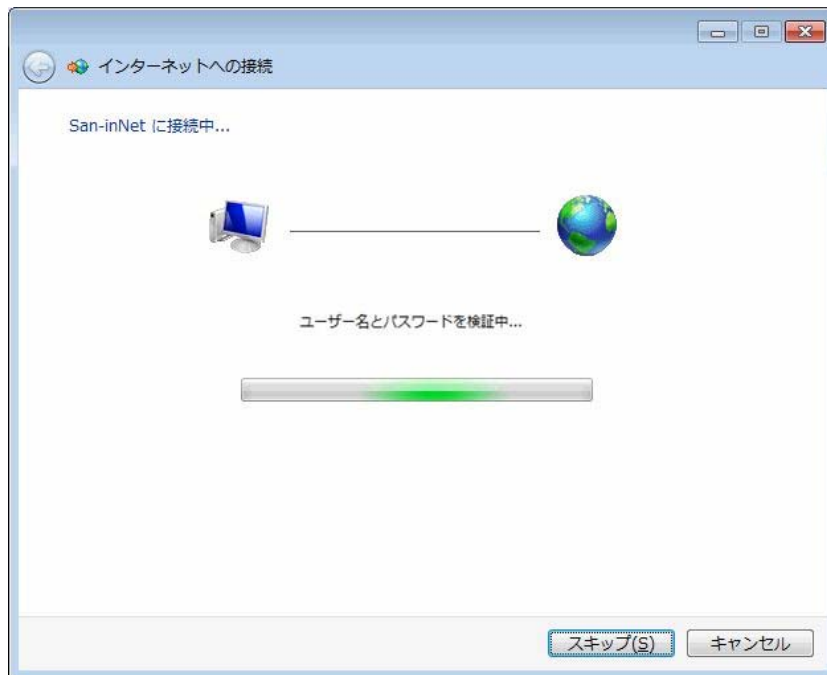 インターネットへの接続
San-inNet に接続中...
ユーザー名とパスワードを検証中...
スキップ(S)
キャンセル